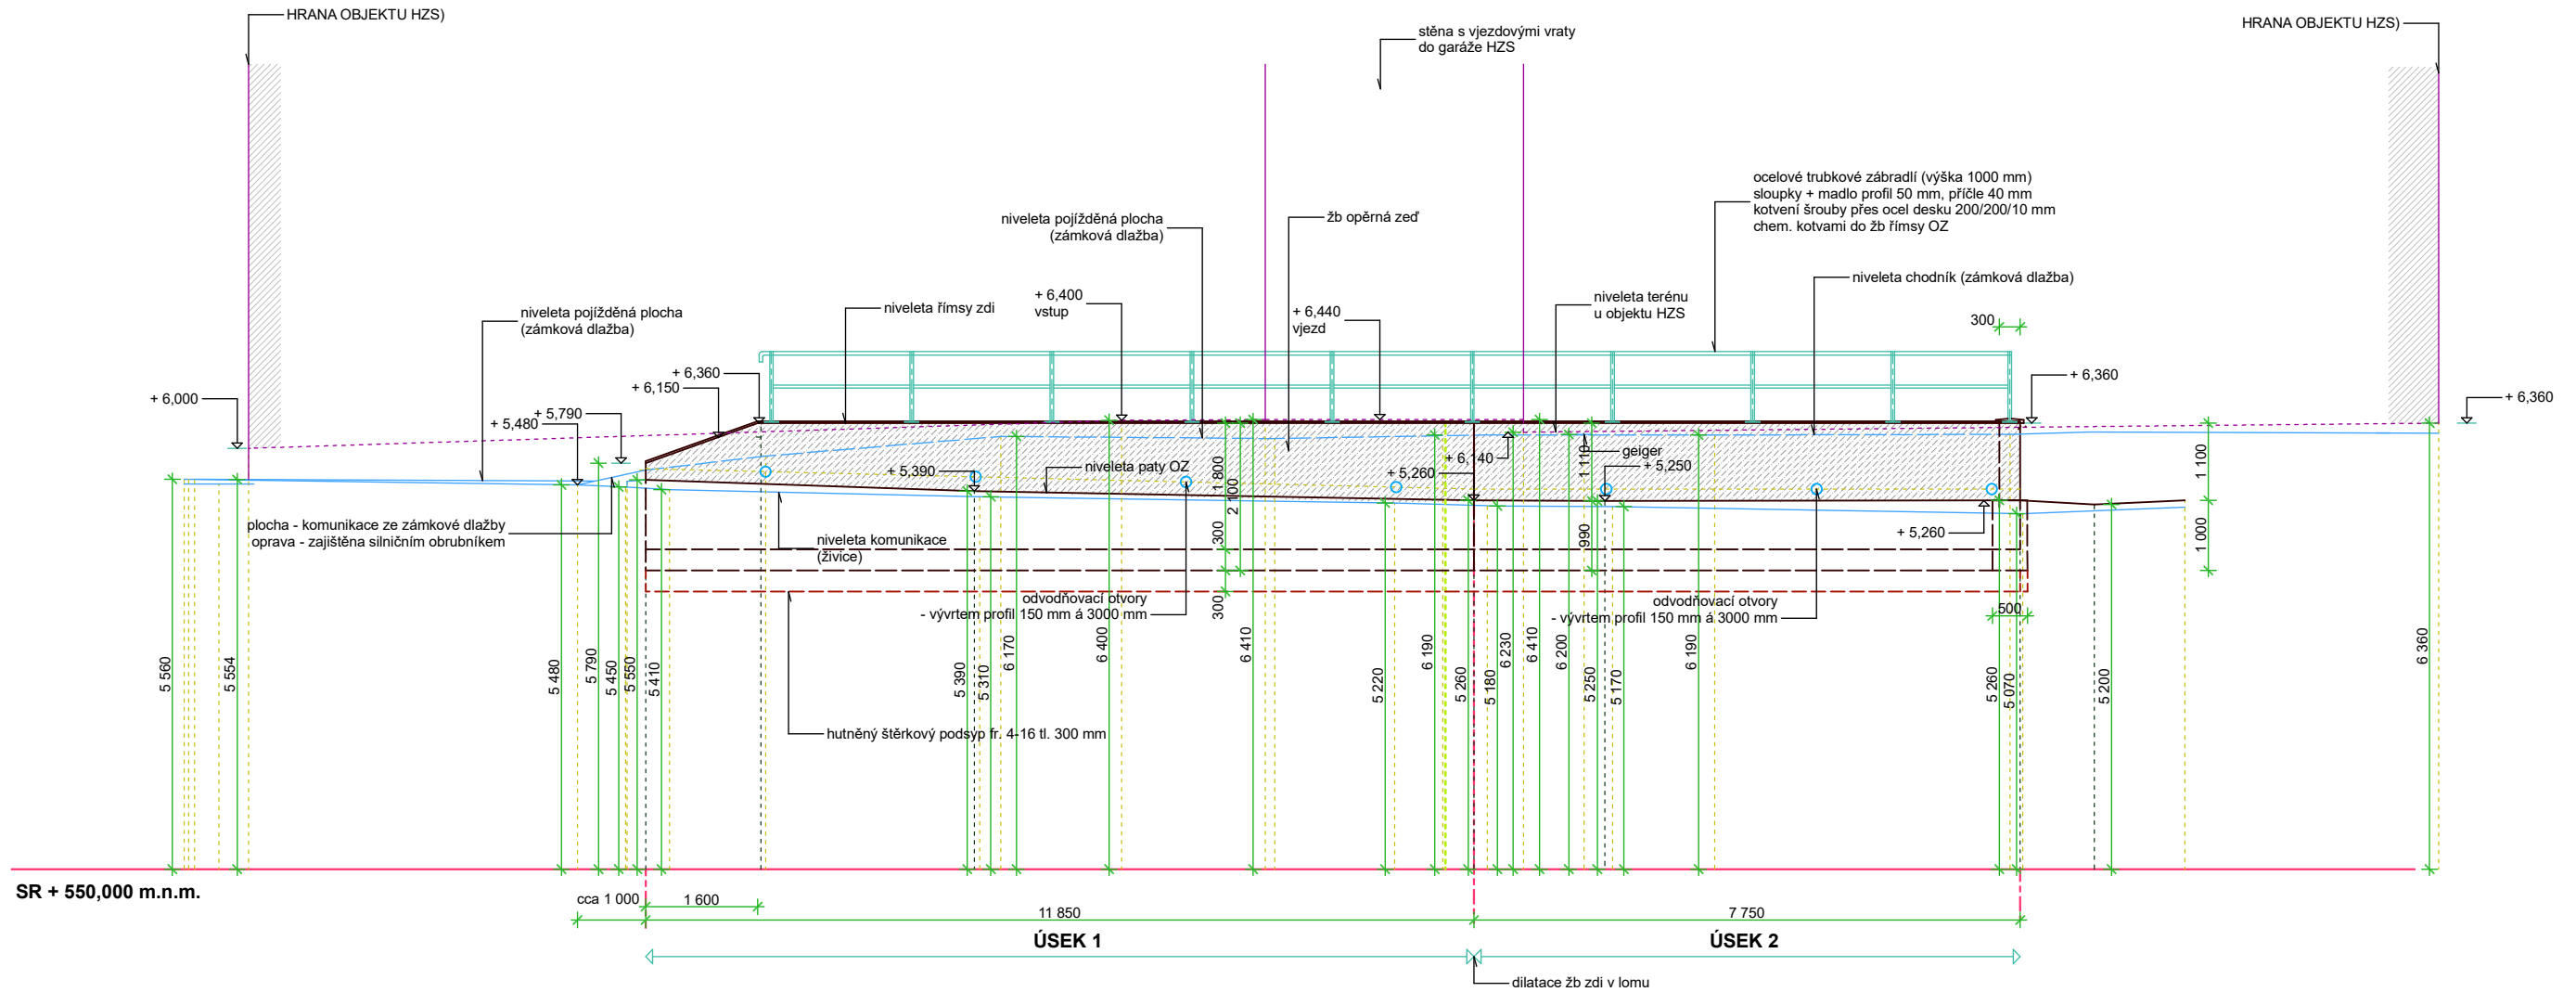 HRANA OBJEKTU HZS)
HRANA OBJEKTU HZS)
stěna s vjezdovými vraty
do garáže HZS
ocelové trubkové zábradlí (výška 1000 mm)
sloupky + madlo profil 50 mm, příčle 40 mm
kotvení šrouby přes ocel desku 200/200/10 mm
chem. kotvami do žb římsy OZ
niveleta pojížděná plocha
(zámková dlažba)
žb opěrná zeď
niveleta chodník (zámková dlažba)
niveleta pojížděná plocha
(zámková dlažba)
niveleta římsy zdi
+ 6,400
vstup
+ 6,440
vjezd
niveleta terénu
u objektu HZS
300
+ 6,360
+ 6,150
+ 6,000
+ 5,790
+ 5,480
+ 6,360
+ 6,360
+ 5,390
niveleta paty OZ
1 800
2 100
300
300
+ 5,260
+ 6,140
1 110
990
geiger
+ 5,250
1 100
1 000
plocha - komunikace ze zámkové dlažby
oprava - zajištěna silničním obrubníkem
niveleta komunikace
(živice)
+ 5,260
odvodňovací otvory
- vývrtem profil 150 mm á 3000 mm
odvodňovací otvory
- vývrtem profil 150 mm á 3000 mm
500
5 560
5 554
5 480
5 790
5 450
5 550
5 410
5 390
5 310
6 170
6 400
6 410
5 220
6 190
5 260
5 180
6 230
6 410
6 200
5 250
5 170
6 190
5 260
5 070
5 200
6 360
hutněný štěrkový podsyp fr. 4-16 tl. 300 mm
SR + 550,000 m.n.m.
cca 1 000
1 600
11 850
7 750
ÚSEK 1
ÚSEK 2
dilatace žb zdi v lomu